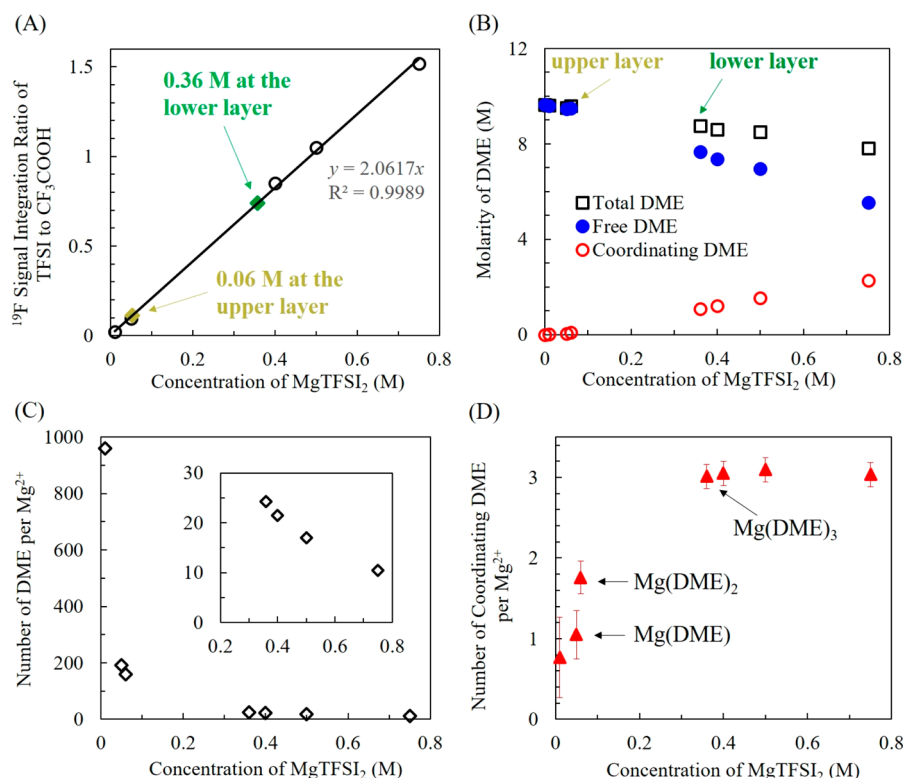 (A)
¹⁹F Signal Integration Ratio of
TFSI to CF₃COOH
1.5
1
0.5
0
0
0.2
0.4
0.6
0.8
0.36 M at the
lower layer
y = 2.0617x
R² = 0.9989
0.06 M at the
upper layer
Concentration of MgTFSI₂ (M)
(B)
Molarity of DME (M)
12
8
4
0
0.0
0.2
0.4
0.6
0.8
upper layer
lower layer
Total DME
Free DME
Coordinating DME
Concentration of MgTFSI₂ (M)
(C)
Number of DME per Mg²⁺
1000
800
600
400
200
0
0
0.2
0.4
0.6
0.8
30
20
10
0
0.2
0.4
0.6
0.8
Concentration of MgTFSI₂ (M)
(D)
Number of Coordinating DME
per Mg²⁺
3
2
1
0
0.0
0.2
0.4
0.6
0.8
Mg(DME)₃
Mg(DME)₂
Mg(DME)
Concentration of MgTFSI₂ (M)